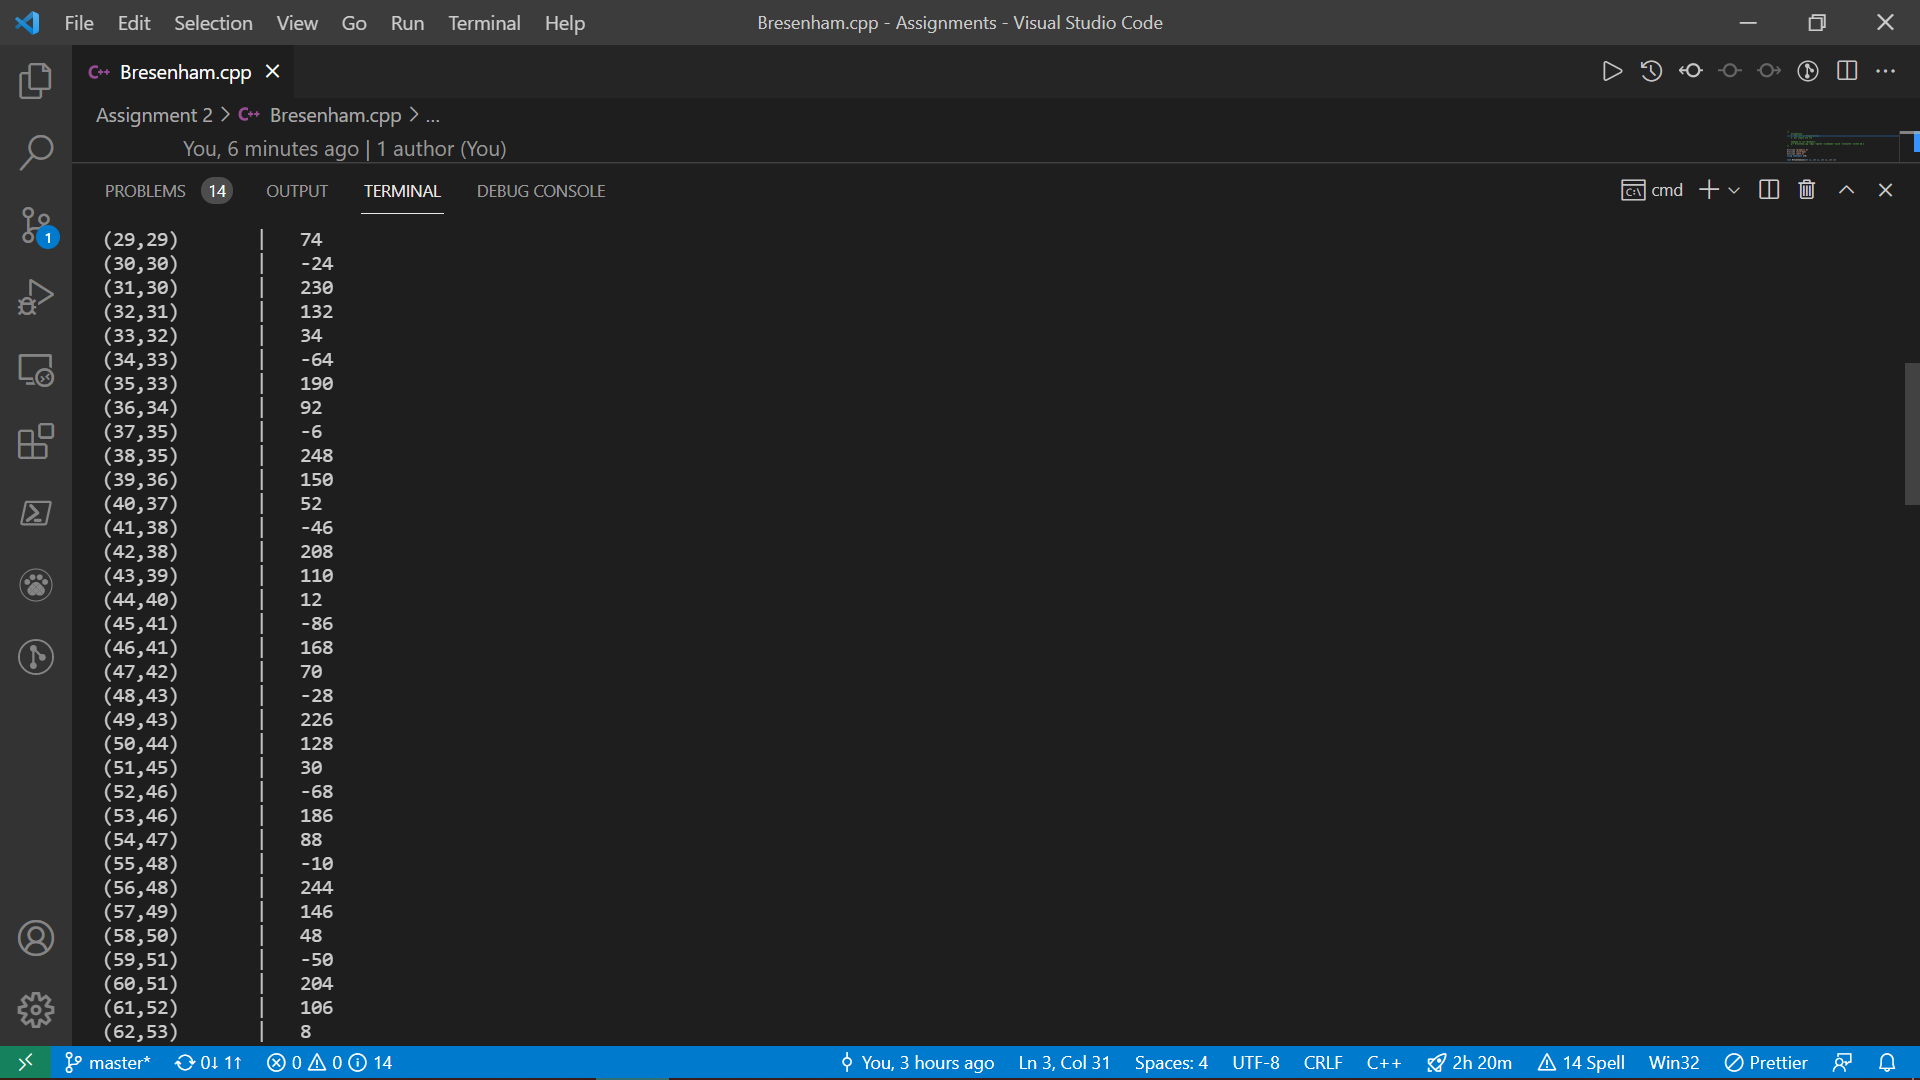 File Edit Selection View Go Run Terminal Help
Bresenham.cpp - Assignments - Visual Studio Code
C++ Bresenham.cpp
Assignment 2 > C++ Bresenham.cpp > ...
You, 6 minutes ago | 1 author (You)
PROBLEMS 14 OUTPUT TERMINAL DEBUG CONSOLE
cmd
(29,29) | 74
(30,30) | -24
(31,30) | 230
(32,31) | 132
(33,32) | 34
(34,33) | -64
(35,33) | 190
(36,34) | 92
(37,35) | -6
(38,35) | 248
(39,36) | 150
(40,37) | 52
(41,38) | -46
(42,38) | 208
(43,39) | 110
(44,40) | 12
(45,41) | -86
(46,41) | 168
(47,42) | 70
(48,43) | -28
(49,43) | 226
(50,44) | 128
(51,45) | 30
(52,46) | -68
(53,46) | 186
(54,47) | 88
(55,48) | -10
(56,48) | 244
(57,49) | 146
(58,50) | 48
(59,51) | -50
(60,51) | 204
(61,52) | 106
(62,53) | 8
1
master* 0↓ 1↑ 0 0 14 You, 3 hours ago Ln 3, Col 31 Spaces: 4 UTF-8 CRLF C++ 2h 20m 14 Spell Win32 Prettier